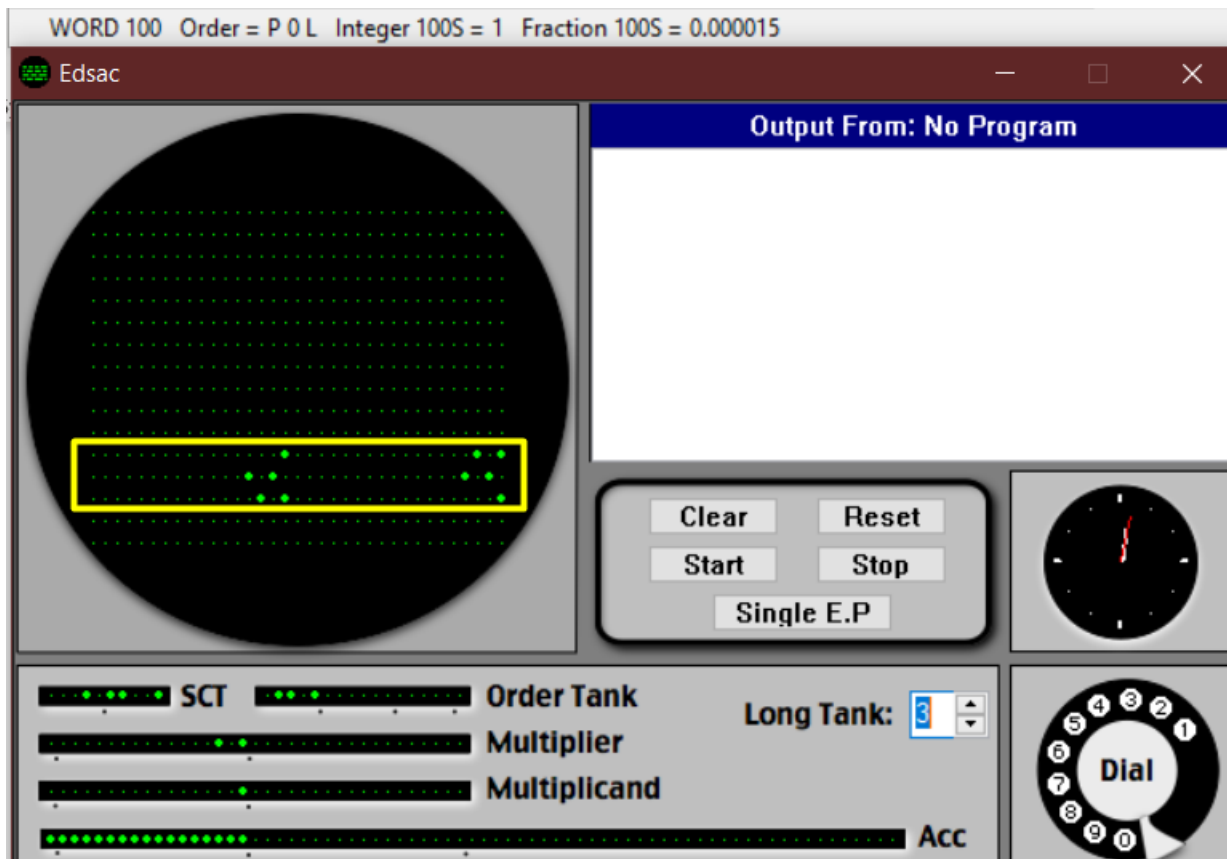 WORD 100 Order = P 0 L Integer 100S = 1 Fraction 100S = 0.000015
Edsac
Output From: No Program
Clear Reset
Start Stop
Single E.P
SCT Order Tank
Long Tank: 3
Multiplier
Multiplicand
Acc
1
2
3
4
5
6
7
8
9
0
Dial